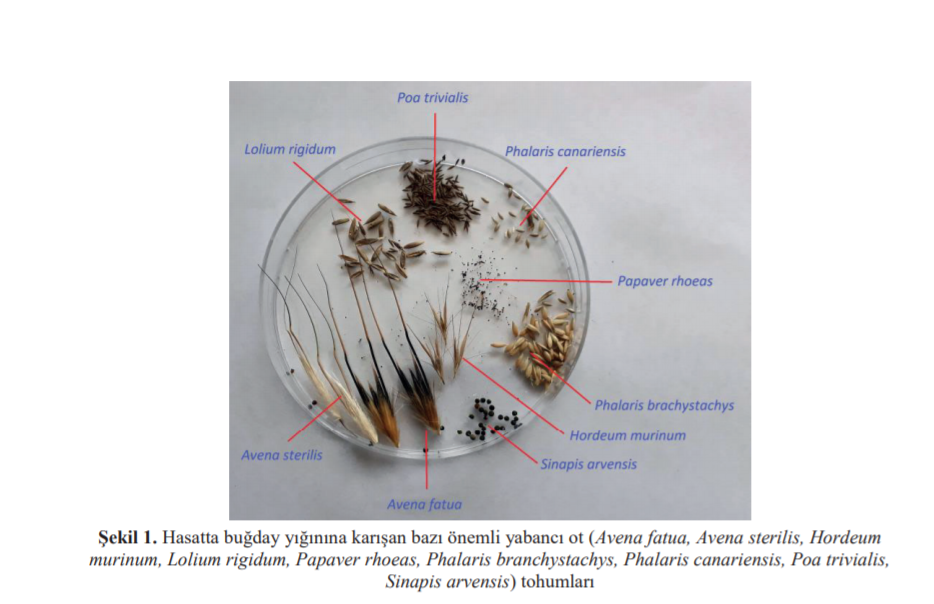 Poa trivialis
Lolium rigidum
Phalaris canariensis
Papaver rhoeas
Phalaris brachystachys
Hordeum murinum
Avena sterilis
Sinapis arvensis
Avena fatua
Şekil 1. Hasatta buğday yığınına karışan bazı önemli yabancı ot (Avena fatua, Avena sterilis, Hordeum
murinum, Lolium rigidum, Papaver rhoeas, Phalaris branchystachys, Phalaris canariensis, Poa trivialis,
Sinapis arvensis) tohumları